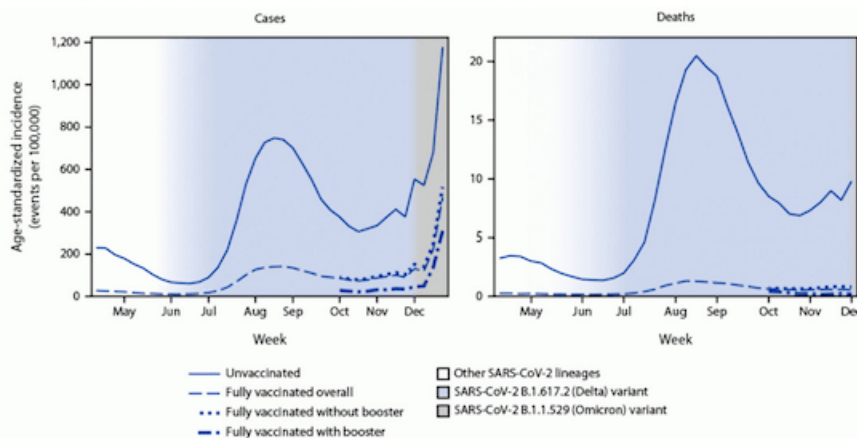 Cases
Deaths
Age-standardized incidence
(events per 100,000)
1,200
1,000
800
600
400
200
0
May Jun Jul Aug Sep Oct Nov Dec
Week
20
15
10
5
0
May Jun Jul Aug Sep Oct Nov Dec
Week
Unvaccinated
Fully vaccinated overall
Fully vaccinated without booster
Fully vaccinated with booster
Other SARS-CoV-2 lineages
SARS-CoV-2 B.1.617.2 (Delta) variant
SARS-CoV-2 B.1.1.529 (Omicron) variant